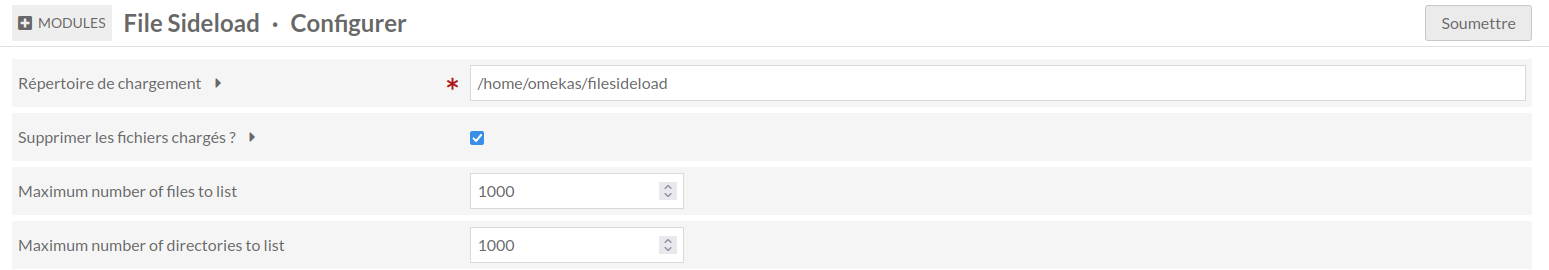 MODULES File Sideload · Configurer Soumettre
Répertoire de chargement * /home/omekas/filesideload
Supprimer les fichiers chargés ?
Maximum number of files to list 1000
Maximum number of directories to list 1000